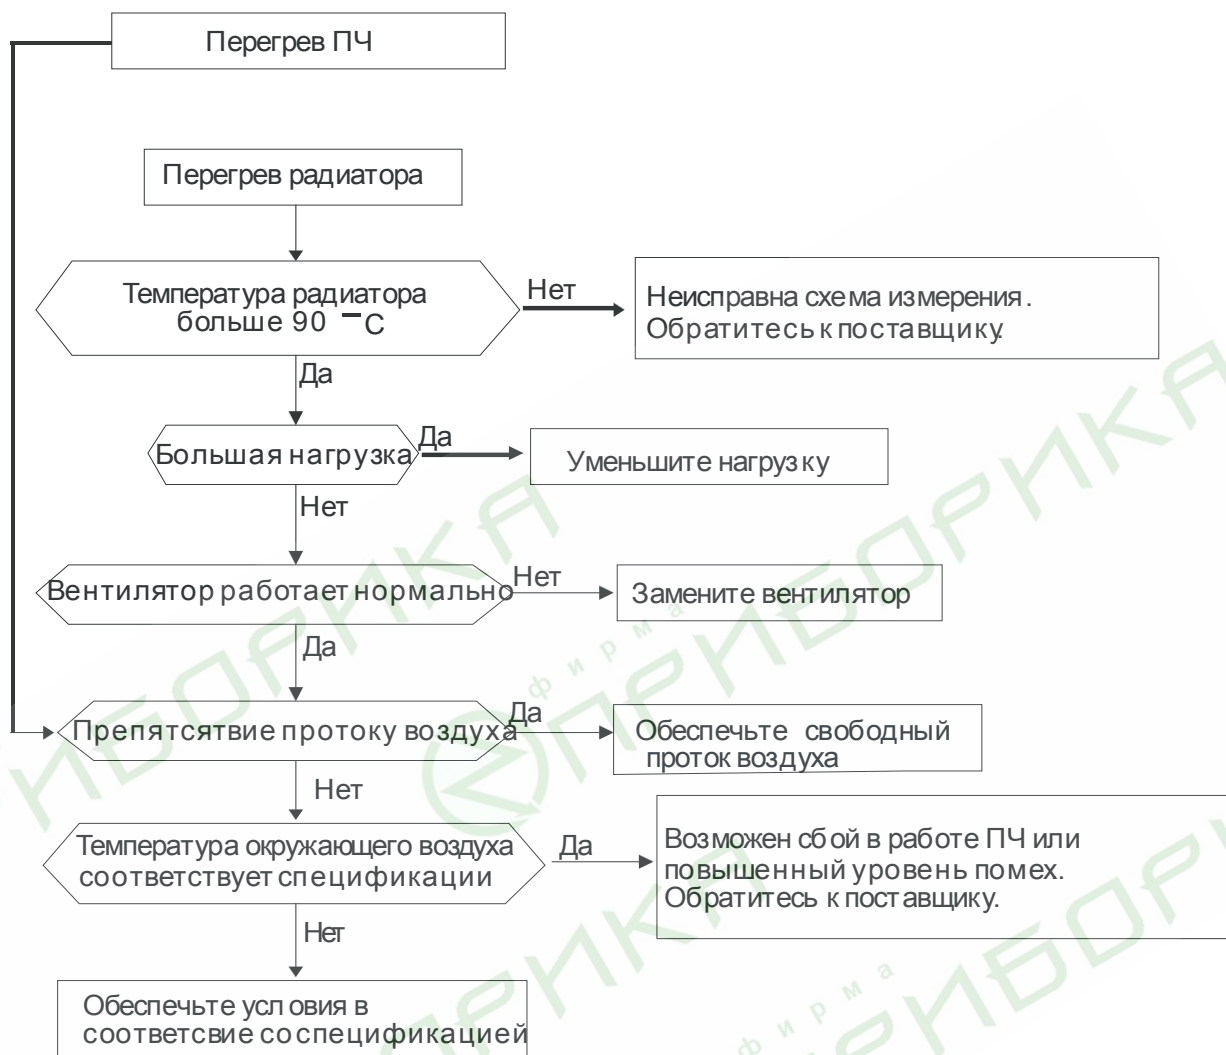 Перегрев ПЧ
Перегрев радиатора
Температура радиатора
больше 90 – С
Нет
Неисправна схема измерения.
Обратитесь к поставщику.
Да
Большая нагрузка
Да
Уменьшите нагрузку
Нет
Вентилятор работает нормально
Нет
Замените вентилятор
Да
Препятсятвие протоку воздуха
Да
Обеспечьте свободный
проток воздуха
Нет
Температура окружающего воздуха
соответствует спецификации
Да
Возможен сбой в работе ПЧ или
повышенный уровень помех.
Обратитесь к поставщику.
Нет
Обеспечьте условия в
соответсвие со спецификацией
фирма
ПРИБОРИКА
фирма